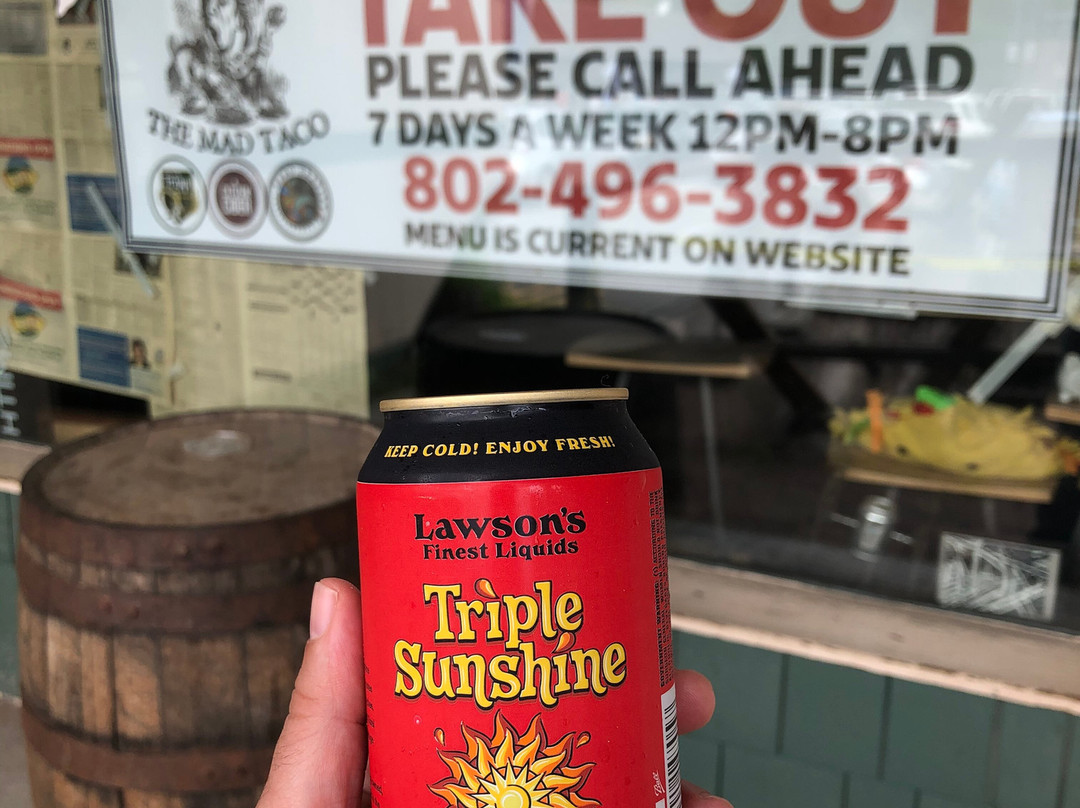 TAKE OUT
PLEASE CALL AHEAD
7 DAYS A WEEK 12PM-8PM
802-496-3832
MENU IS CURRENT ON WEBSITE
THE MAD TACO
KEEP COLD! ENJOY FRESH!
Lawson's
Finest Liquids
Triple
Sunshine